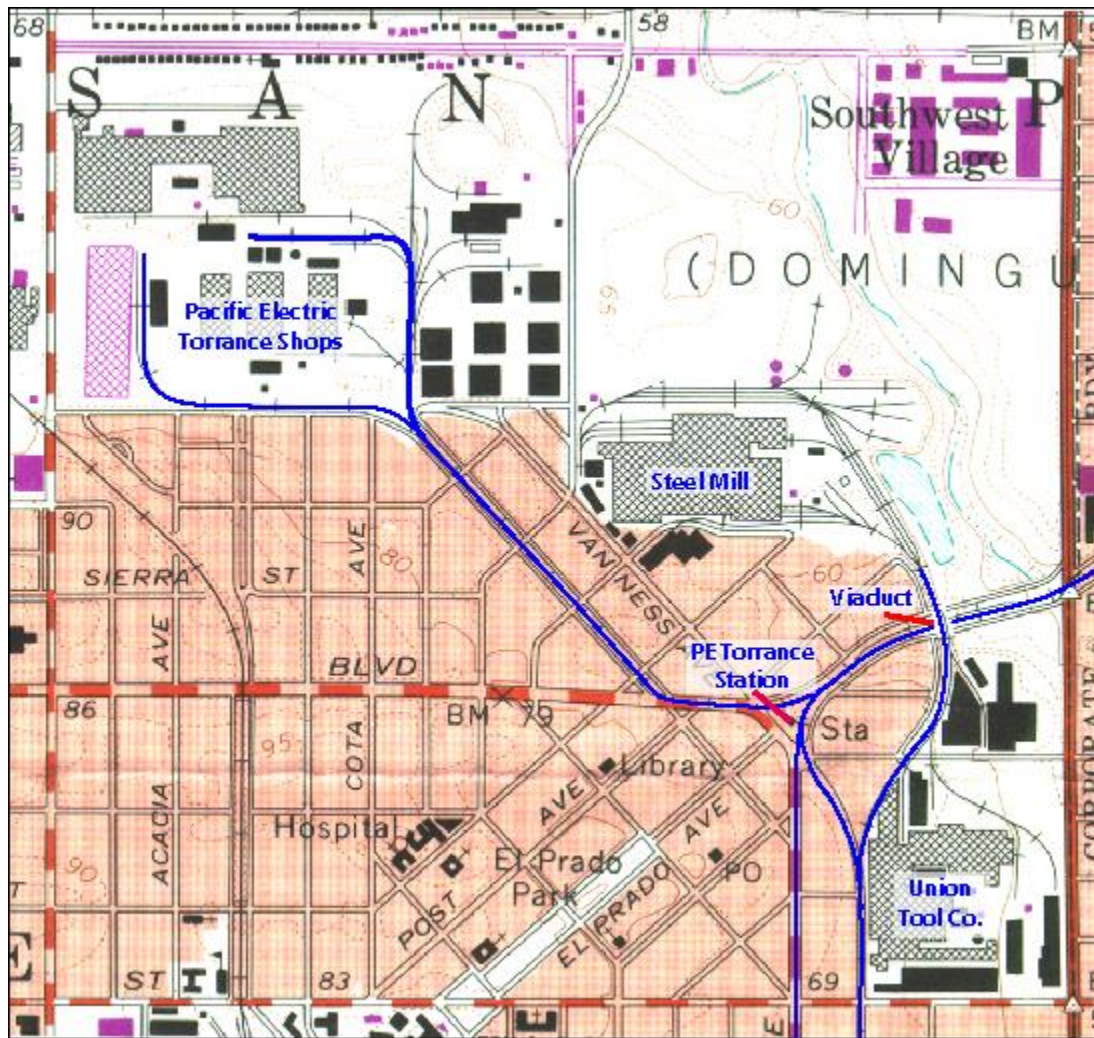 68
58
BM
S A N P
Southwest
Village
60
(DOMINGU
65
Pacific Electric
Torrance Shops
Steel Mill
90
VAN NESS
AVE
80
60
SIERRA ST
Viaduct
AVE
PE Torrance
Station
BLVD
86
BM 79
Sta
95
COTA
Library
AVE
AVE
ACACIA
Hospital
El Prado
Park
PO
90
POST
EL PRADO
Union
Tool Co.
CORPORATE
ST
83
69
E
E